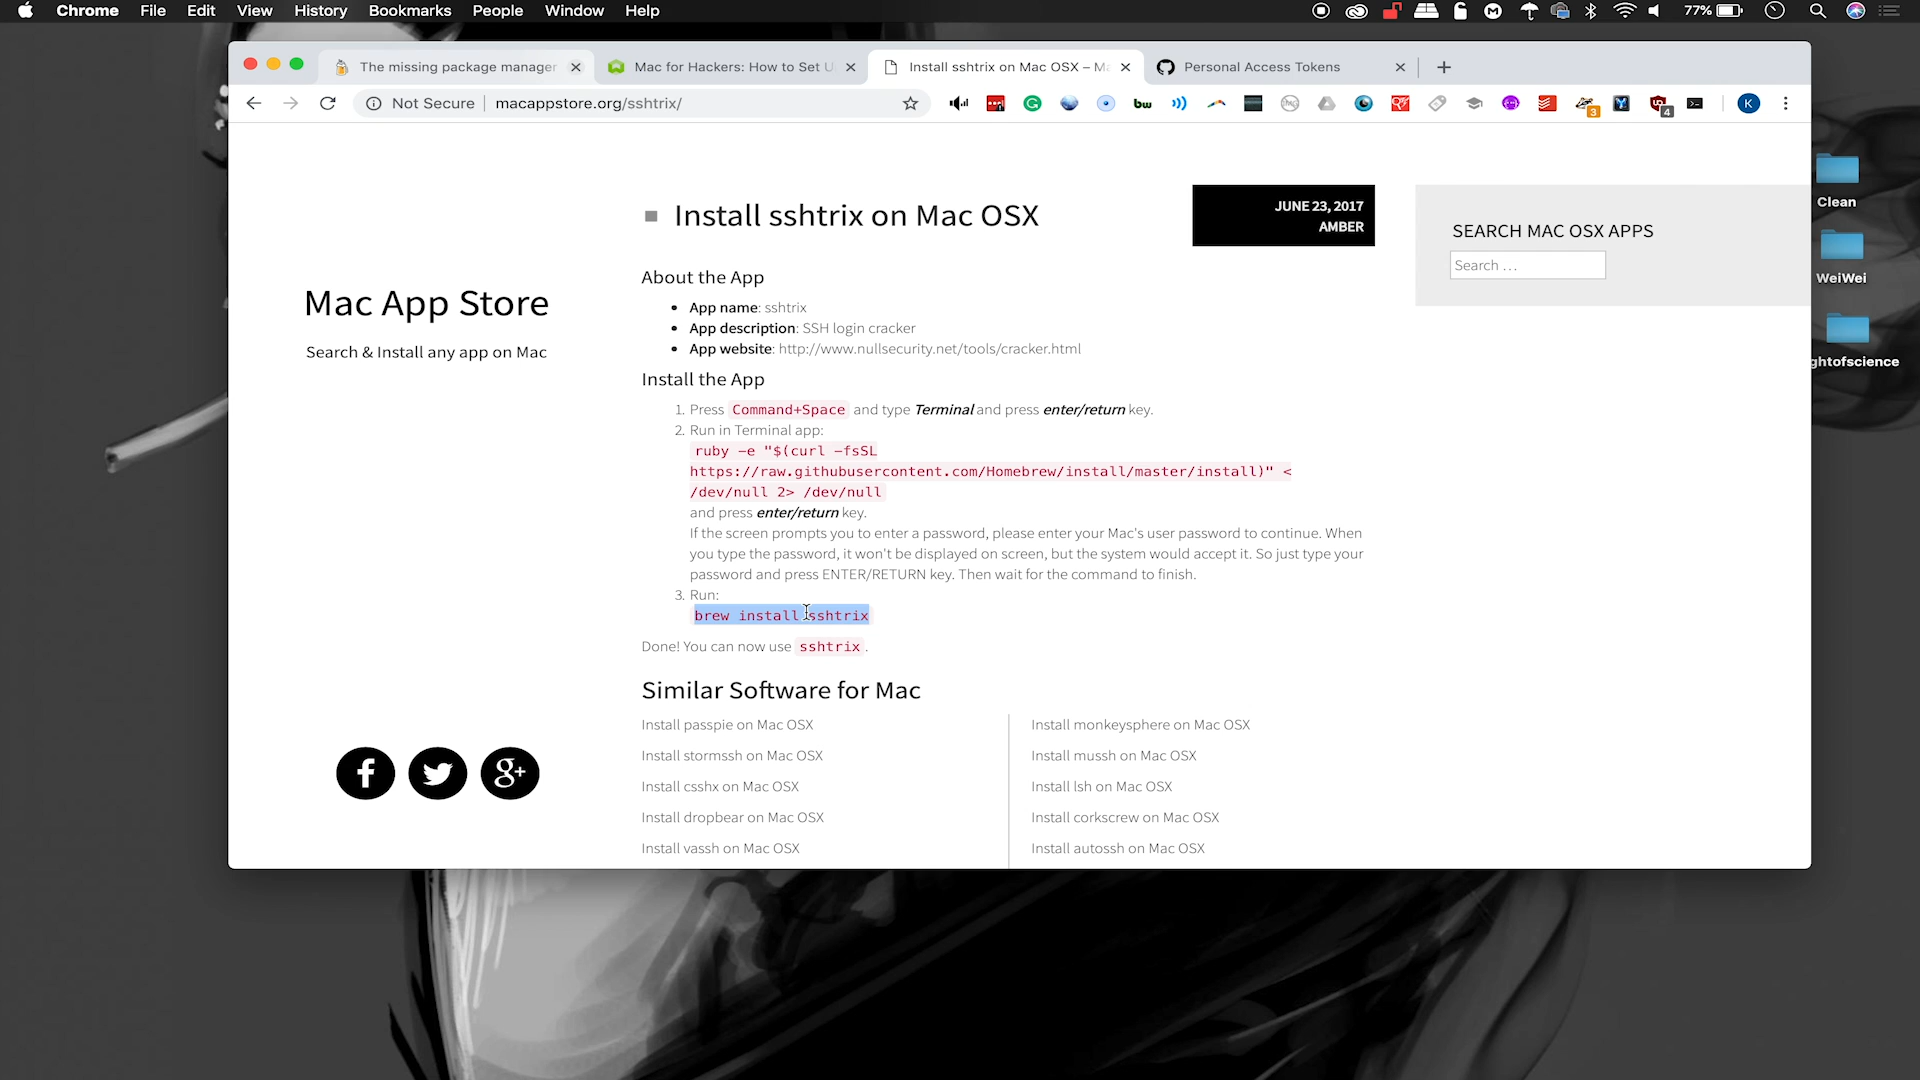 Chrome File Edit View History Bookmarks People Window Help 77%
The missing package manager
Mac for Hackers: How to Set U
Install sshtrix on Mac OSX – Ma
Personal Access Tokens
Not Secure macappstore.org/sshtrix/
bw 3 4 K
Install sshtrix on Mac OSX
JUNE 23, 2017
AMBER
SEARCH MAC OSX APPS
Search …
Clean
WeiWei
ghtofscience
Mac App Store
Search & Install any app on Mac
About the App
• App name: sshtrix
• App description: SSH login cracker
• App website: http://www.nullsecurity.net/tools/cracker.html
Install the App
1. Press Command+Space and type Terminal and press enter/return key.
2. Run in Terminal app:
ruby -e "$(curl -fsSL
https://raw.githubusercontent.com/Homebrew/install/master/install)" <
/dev/null 2> /dev/null
and press enter/return key.
If the screen prompts you to enter a password, please enter your Mac's user password to continue. When
you type the password, it won't be displayed on screen, but the system would accept it. So just type your
password and press ENTER/RETURN key. Then wait for the command to finish.
3. Run:
brew install sshtrix
Done! You can now use sshtrix .
Similar Software for Mac
Install passpie on Mac OSX
Install stormssh on Mac OSX
Install csshx on Mac OSX
Install dropbear on Mac OSX
Install vassh on Mac OSX
Install monkeysphere on Mac OSX
Install mussh on Mac OSX
Install lsh on Mac OSX
Install corkscrew on Mac OSX
Install autossh on Mac OSX